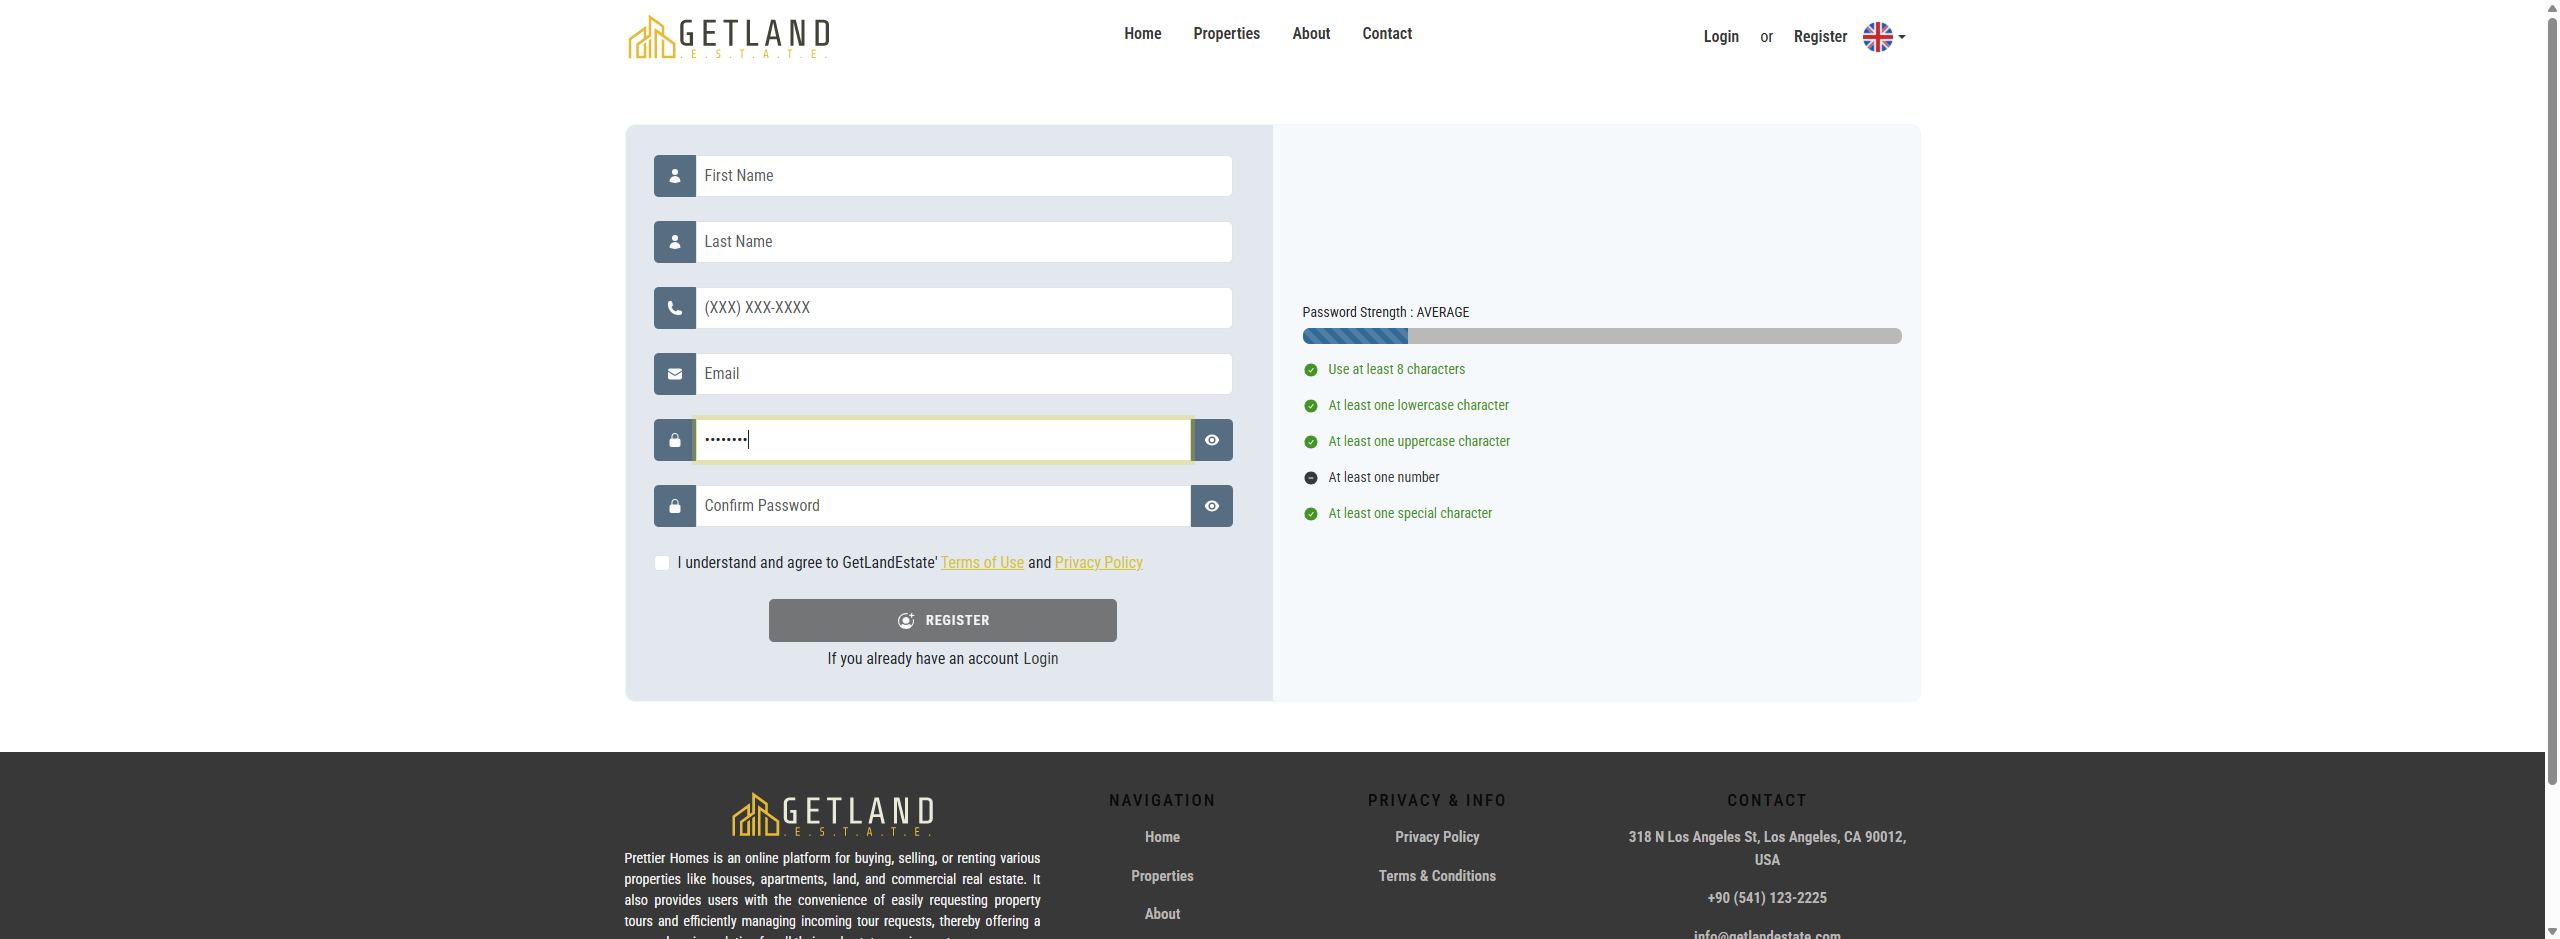 GETLAND
.E.S.T.A.T.E.
Home
Properties
About
Contact
Login
or
Register
First Name
Last Name
(XXX) XXX-XXXX
Email
••••••••
Confirm Password
I understand and agree to GetLandEstate' Terms of Use and Privacy Policy
REGISTER
If you already have an account Login
Password Strength : AVERAGE
Use at least 8 characters
At least one lowercase character
At least one uppercase character
At least one number
At least one special character
GETLAND
.E.S.T.A.T.E.
Prettier Homes is an online platform for buying, selling, or renting various
properties like houses, apartments, land, and commercial real estate. It
also provides users with the convenience of easily requesting property
tours and efficiently managing incoming tour requests, thereby offering a
NAVIGATION
Home
Properties
About
PRIVACY & INFO
Privacy Policy
Terms & Conditions
CONTACT
318 N Los Angeles St, Los Angeles, CA 90012,
USA
+90 (541) 123-2225
info@getlandestate.com